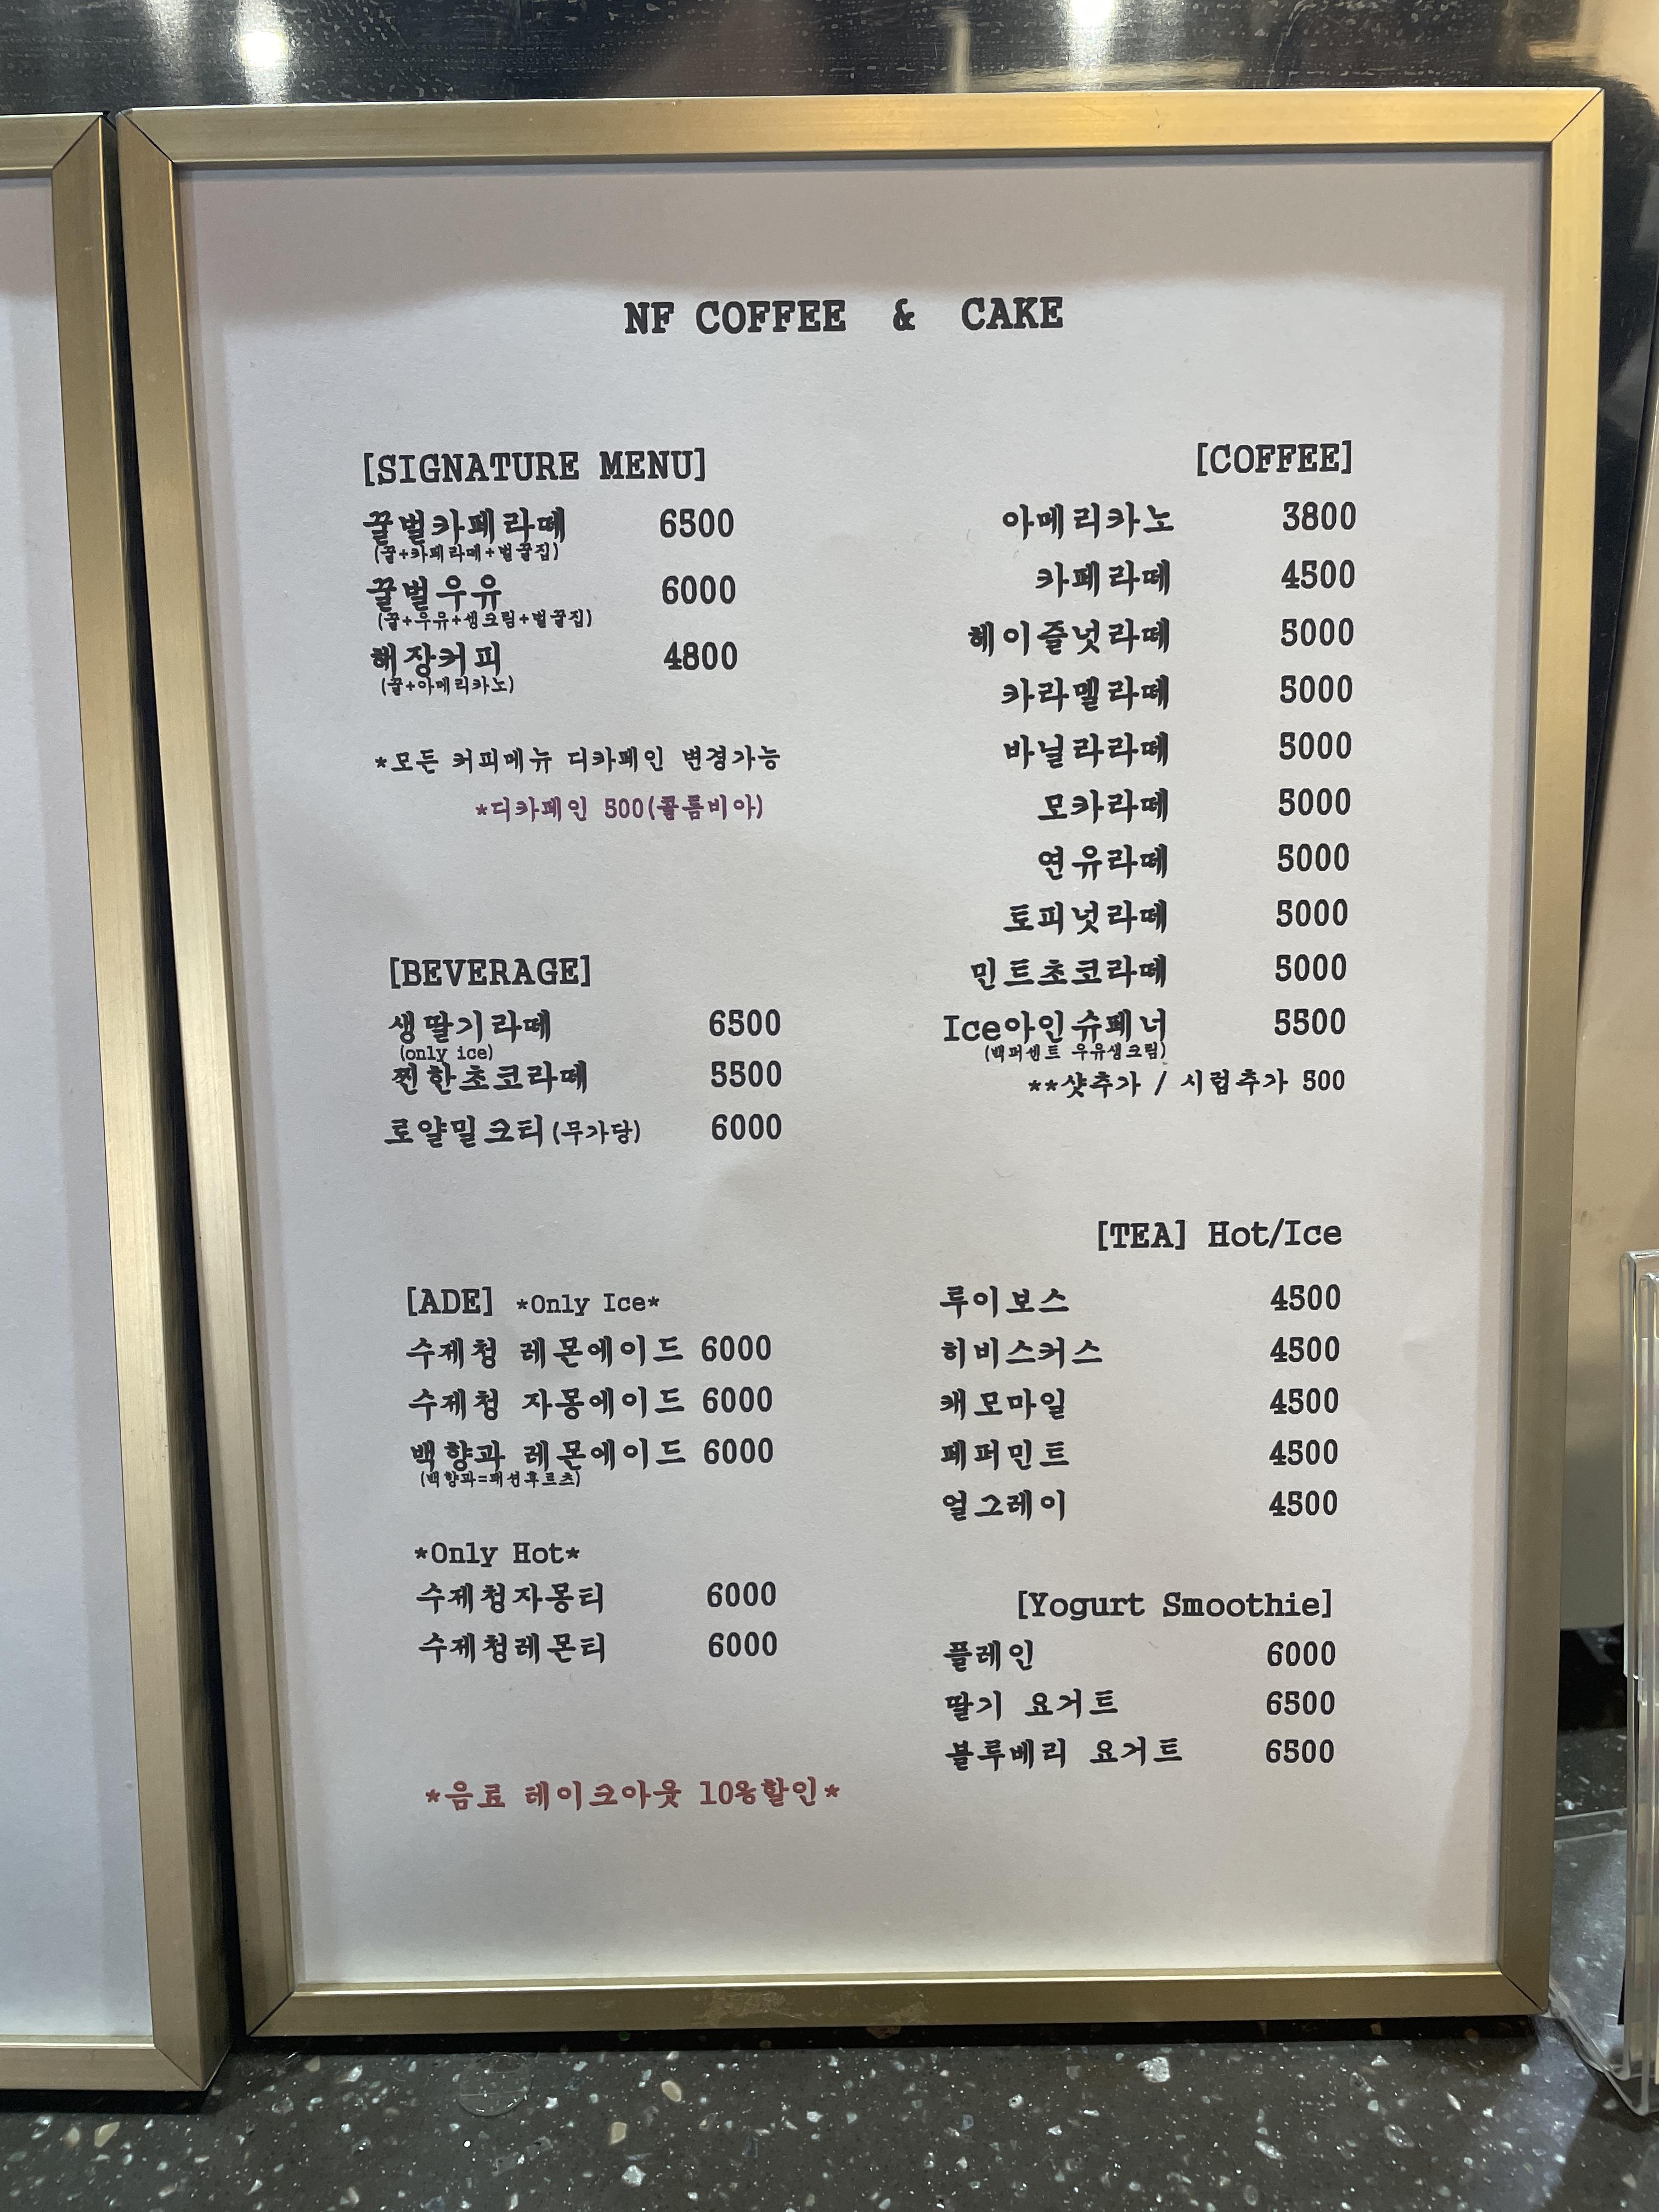 NF COFFEE & CAKE
[SIGNATURE MENU]
꿀벌카페라떼 6500
(꿀+카페라떼+벌꿀집)
꿀벌우유 6000
(꿀+우유+생크림+벌꿀집)
해장커피 4800
(꿀+아메리카노)
*모든 커피메뉴 디카페인 변경가능
*디카페인 500(콜롬비아)
[BEVERAGE]
생딸기라떼 6500
(only ice)
찐한초코라떼 5500
로얄밀크티(무가당) 6000
[ADE] *Only Ice*
수제청 레몬에이드 6000
수제청 자몽에이드 6000
백향과 레몬에이드 6000
(백향과=패션후르츠)
*Only Hot*
수제청자몽티 6000
수제청레몬티 6000
*음료 테이크아웃 10%할인*
[COFFEE]
아메리카노 3800
카페라떼 4500
헤이즐넛라떼 5000
카라멜라떼 5000
바닐라라떼 5000
모카라떼 5000
연유라떼 5000
토피넛라떼 5000
민트초코라떼 5000
Ice아인슈페너 5500
(백퍼센트 우유생크림)
**샷추가 / 시럽추가 500
[TEA] Hot/Ice
루이보스 4500
히비스커스 4500
캐모마일 4500
페퍼민트 4500
얼그레이 4500
[Yogurt Smoothie]
플레인 6000
딸기 요거트 6500
블루베리 요거트 6500